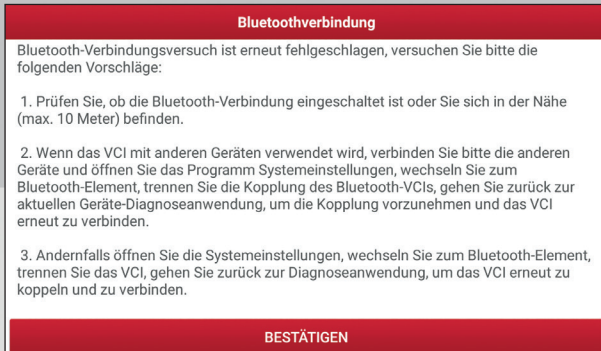 Bluetoothverbindung
Bluetooth-Verbindungsversuch ist erneut fehlgeschlagen, versuchen Sie bitte die
folgenden Vorschläge:
1. Prüfen Sie, ob die Bluetooth-Verbindung eingeschaltet ist oder Sie sich in der Nähe
(max. 10 Meter) befinden.
2. Wenn das VCI mit anderen Geräten verwendet wird, verbinden Sie bitte die anderen
Geräte und öffnen Sie das Programm Systemeinstellungen, wechseln Sie zum
Bluetooth-Element, trennen Sie die Kopplung des Bluetooth-VCIs, gehen Sie zurück zur
aktuellen Geräte-Diagnoseanwendung, um die Kopplung vorzunehmen und das VCI
erneut zu verbinden.
3. Andernfalls öffnen Sie die Systemeinstellungen, wechseln Sie zum Bluetooth-Element,
trennen Sie das VCI, gehen Sie zurück zur Diagnoseanwendung, um das VCI erneut zu
koppeln und zu verbinden.
BESTÄTIGEN